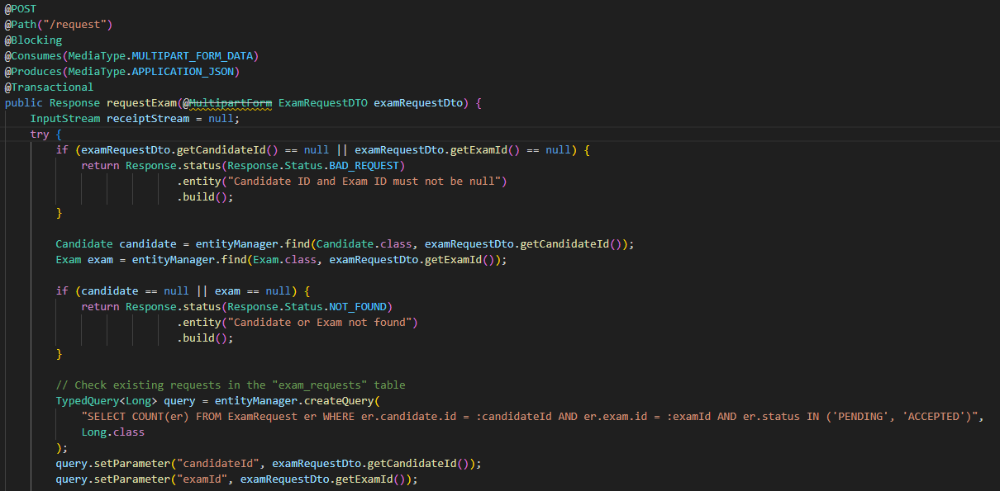 @POST
@Path("/request")
@Blocking
@Consumes(MediaType.MULTIPART_FORM_DATA)
@Produces(MediaType.APPLICATION_JSON)
@Transactional
public Response requestExam(@MultipartForm ExamRequestDTO examRequestDto) {
    InputStream receiptStream = null;
    try {
        if (examRequestDto.getCandidateId() == null || examRequestDto.getExamId() == null) {
            return Response.status(Response.Status.BAD_REQUEST)
                           .entity("Candidate ID and Exam ID must not be null")
                           .build();
        }

        Candidate candidate = entityManager.find(Candidate.class, examRequestDto.getCandidateId());
        Exam exam = entityManager.find(Exam.class, examRequestDto.getExamId());

        if (candidate == null || exam == null) {
            return Response.status(Response.Status.NOT_FOUND)
                           .entity("Candidate or Exam not found")
                           .build();
        }

        // Check existing requests in the "exam_requests" table
        TypedQuery<Long> query = entityManager.createQuery(
            "SELECT COUNT(er) FROM ExamRequest er WHERE er.candidate.id = :candidateId AND er.exam.id = :examId AND er.status IN ('PENDING', 'ACCEPTED')",
            Long.class
        );
        query.setParameter("candidateId", examRequestDto.getCandidateId());
        query.setParameter("examId", examRequestDto.getExamId());